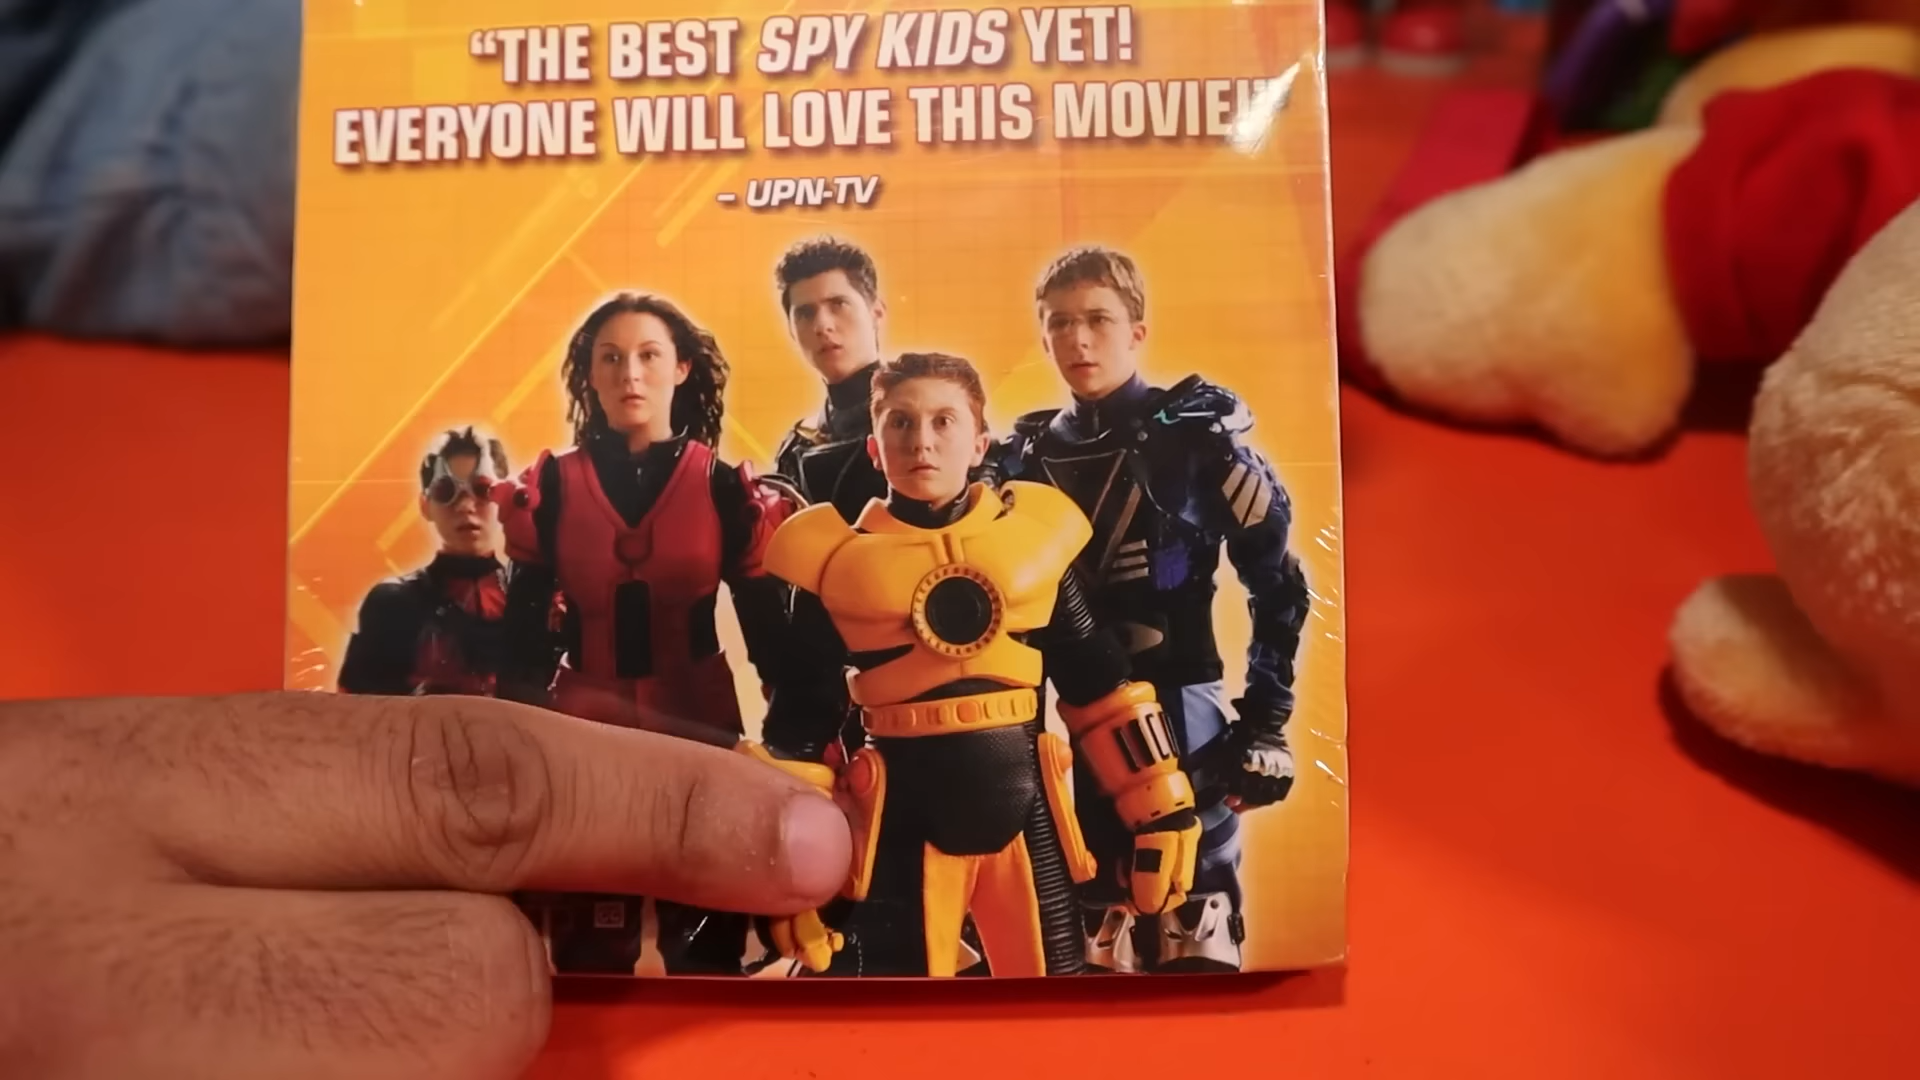 “THE BEST SPY KIDS YET!
EVERYONE WILL LOVE THIS MOVIE!”
– UPN-TV